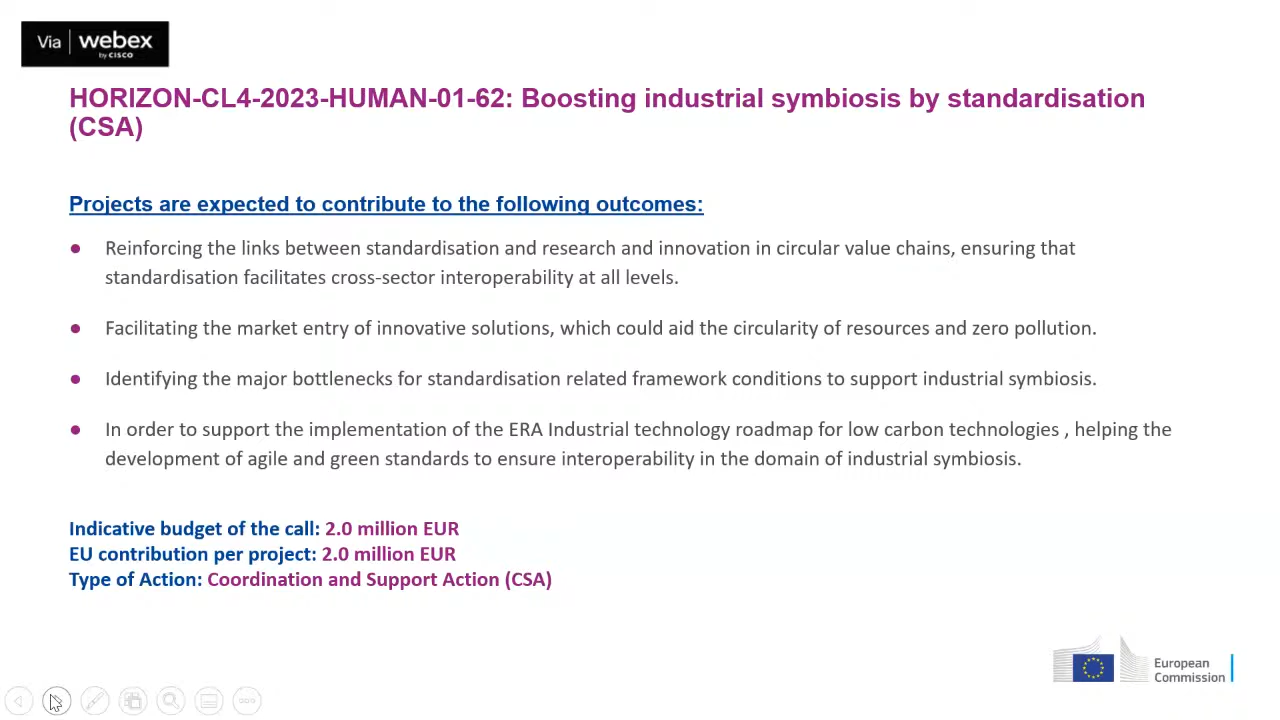 Via webex
by CISCO
HORIZON-CL4-2023-HUMAN-01-62: Boosting industrial symbiosis by standardisation
(CSA)
Projects are expected to contribute to the following outcomes:
● Reinforcing the links between standardisation and research and innovation in circular value chains, ensuring that
standardisation facilitates cross-sector interoperability at all levels.
● Facilitating the market entry of innovative solutions, which could aid the circularity of resources and zero pollution.
● Identifying the major bottlenecks for standardisation related framework conditions to support industrial symbiosis.
● In order to support the implementation of the ERA Industrial technology roadmap for low carbon technologies , helping the
development of agile and green standards to ensure interoperability in the domain of industrial symbiosis.
Indicative budget of the call: 2.0 million EUR
EU contribution per project: 2.0 million EUR
Type of Action: Coordination and Support Action (CSA)
European
Commission